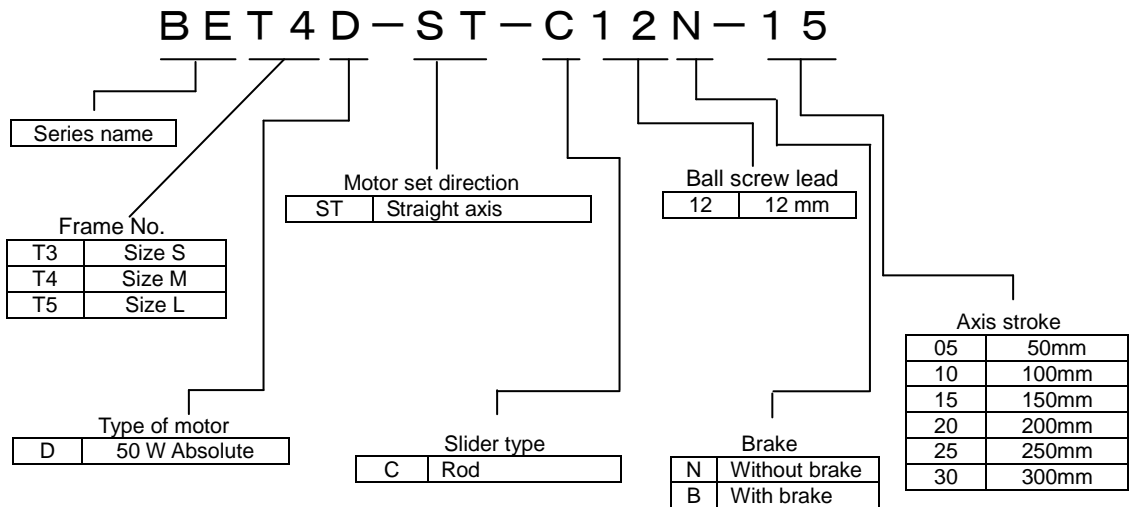 BET4D－ST－C12N－15
Series name
Motor set direction
ST Straight axis
Ball screw lead
12 12 mm
Frame No.
T3 Size S
T4 Size M
T5 Size L
Axis stroke
05 50mm
10 100mm
15 150mm
20 200mm
25 250mm
30 300mm
Type of motor
D 50 W Absolute
Slider type
C Rod
Brake
N Without brake
B With brake